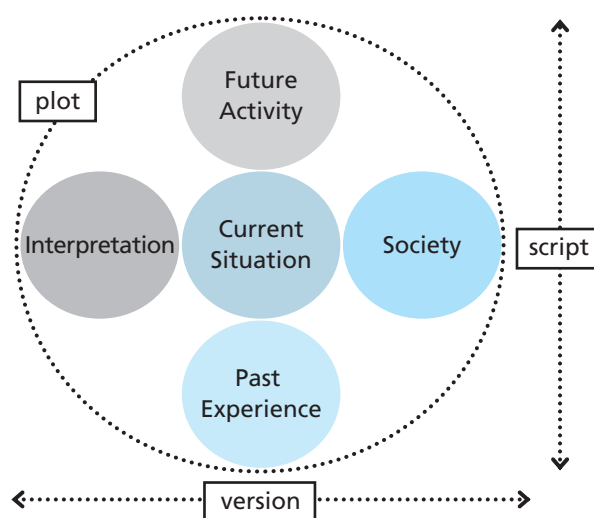 Future
Activity
plot
Interpretation
Current
Situation
Society
script
Past
Experience
version